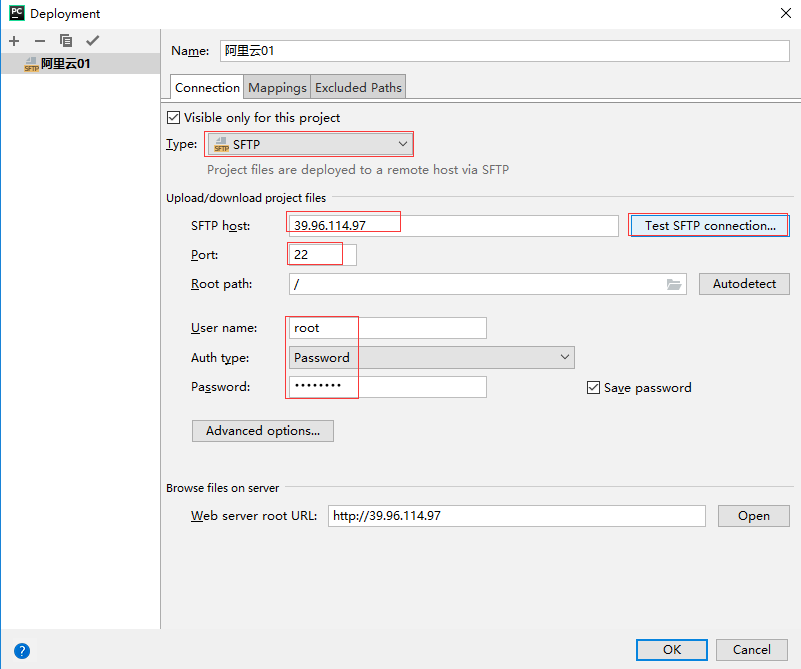 PC Deployment
SFTP 阿里云01
Name: 阿里云01
Connection Mappings Excluded Paths
Visible only for this project
Type: SFTP SFTP
Project files are deployed to a remote host via SFTP
Upload/download project files
SFTP host: 39.96.114.97 Test SFTP connection...
Port: 22
Root path: / Autodetect
User name: root
Auth type: Password
Password: •••••••• Save password
Advanced options...
Browse files on server
Web server root URL: http://39.96.114.97 Open
? OK Cancel